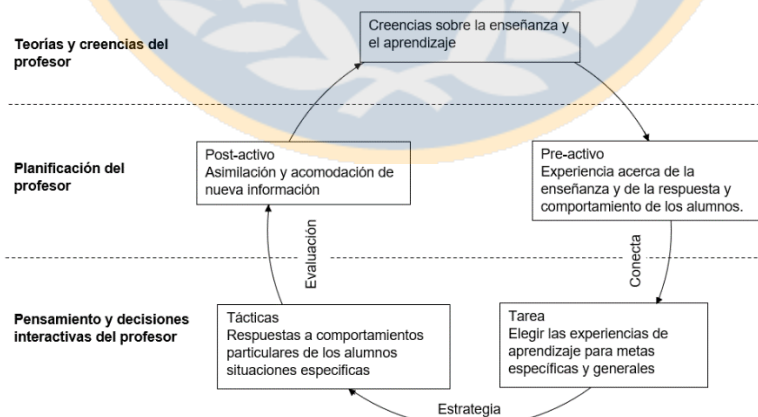 Creencias sobre la enseñanza y
el aprendizaje
Teorías y creencias del
profesor
Post-activo
Asimilación y acomodación de
nueva información
Pre-activo
Experiencia acerca de la
enseñanza y de la respuesta y
comportamiento de los alumnos.
Planificación del
profesor
Evaluación
Conecta
Pensamiento y decisiones
interactivas del profesor
Tácticas
Respuestas a comportamientos
particulares de los alumnos
situaciones especificas
Tarea
Elegir las experiencias de
aprendizaje para metas
específicas y generales
Estrategia